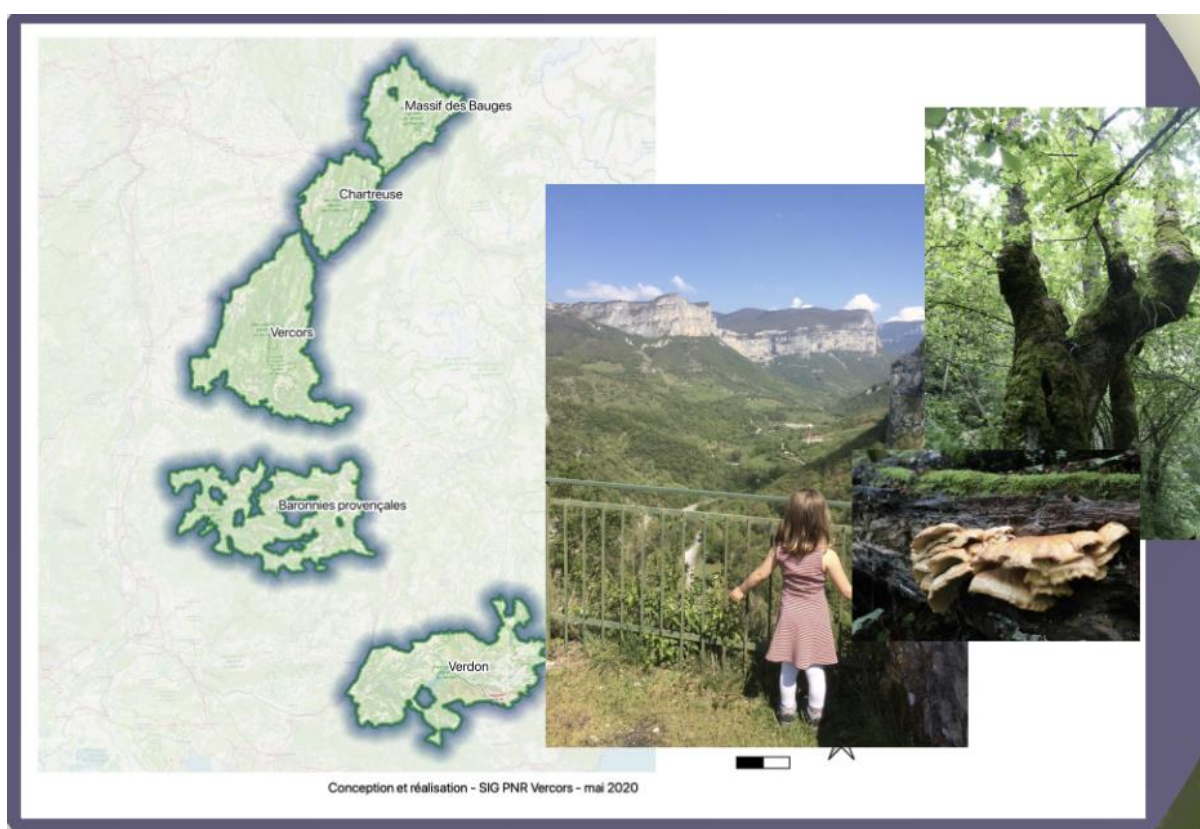 Massif des Bauges
Chartreuse
Vercors
Baronnies provençales
Verdon
Conception et réalisation - SIG PNR Vercors - mai 2020